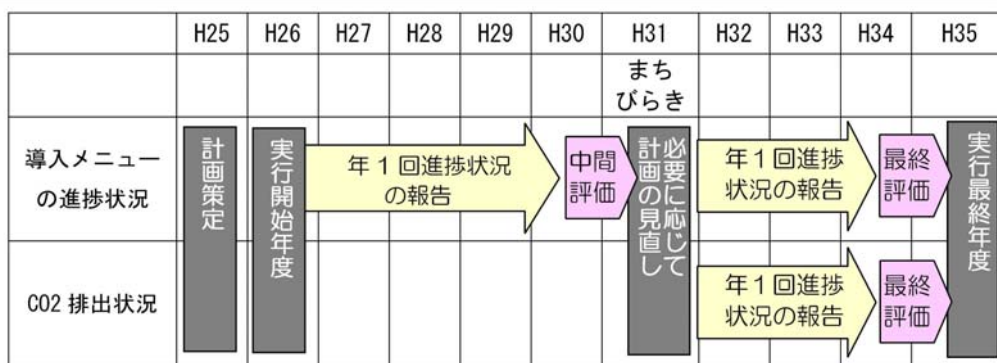 H25 H26 H27 H28 H29 H30 H31 H32 H33 H34 H35
まち
びらき
導入メニュー
の進捗状況
計画策定
実行開始年度
年１回進捗状況
の報告
中間
評価
必要に応じて
計画の見直し
年１回進捗
状況の報告
最終
評価
実行最終年度
CO2 排出状況
年１回進捗
状況の報告
最終
評価